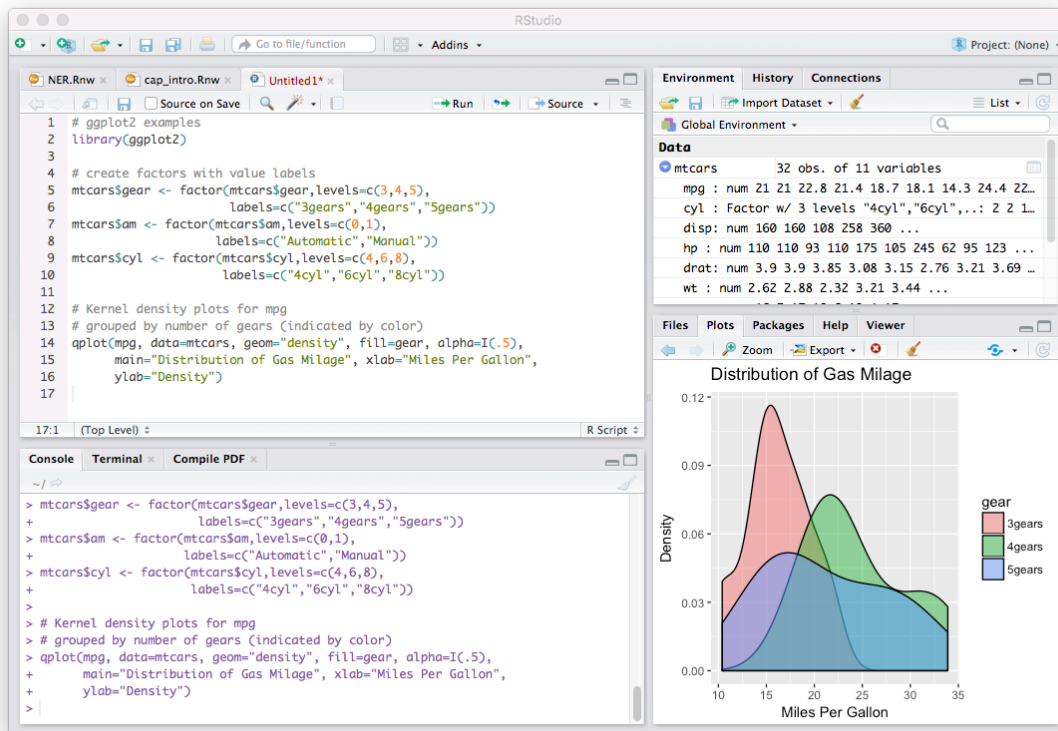 RStudio
Go to file/function
Addins
Project: (None)
NER.Rnw
cap_intro.Rnw
Untitled1*
Source on Save
Run
Source
1 # ggplot2 examples
2 library(ggplot2)
3
4 # create factors with value labels
5 mtcars$gear <- factor(mtcars$gear,levels=c(3,4,5),
6 labels=c("3gears","4gears","5gears"))
7 mtcars$am <- factor(mtcars$am,levels=c(0,1),
8 labels=c("Automatic","Manual"))
9 mtcars$cyl <- factor(mtcars$cyl,levels=c(4,6,8),
10 labels=c("4cyl","6cyl","8cyl"))
11
12 # Kernel density plots for mpg
13 # grouped by number of gears (indicated by color)
14 qplot(mpg, data=mtcars, geom="density", fill=gear, alpha=I(.5),
15 main="Distribution of Gas Milage", xlab="Miles Per Gallon",
16 ylab="Density")
17
17:1 (Top Level) R Script
Console Terminal Compile PDF
~/
> mtcars$gear <- factor(mtcars$gear,levels=c(3,4,5),
+ labels=c("3gears","4gears","5gears"))
> mtcars$am <- factor(mtcars$am,levels=c(0,1),
+ labels=c("Automatic","Manual"))
> mtcars$cyl <- factor(mtcars$cyl,levels=c(4,6,8),
+ labels=c("4cyl","6cyl","8cyl"))
>
> # Kernel density plots for mpg
> # grouped by number of gears (indicated by color)
> qplot(mpg, data=mtcars, geom="density", fill=gear, alpha=I(.5),
+ main="Distribution of Gas Milage", xlab="Miles Per Gallon",
+ ylab="Density")
>
Environment History Connections
Import Dataset List
Global Environment
Data
mtcars 32 obs. of 11 variables
mpg : num 21 21 22.8 21.4 18.7 18.1 14.3 24.4 22…
cyl : Factor w/ 3 levels "4cyl","6cyl",..: 2 2 1…
disp: num 160 160 108 258 360 ...
hp : num 110 110 93 110 175 105 245 62 95 123 ...
drat: num 3.9 3.9 3.85 3.08 3.15 2.76 3.21 3.69 …
wt : num 2.62 2.88 2.32 3.21 3.44 ...
Files Plots Packages Help Viewer
Zoom Export
Distribution of Gas Milage
0.12
0.09
0.06
0.03
0.00
Density
10 15 20 25 30 35
Miles Per Gallon
gear
3gears
4gears
5gears